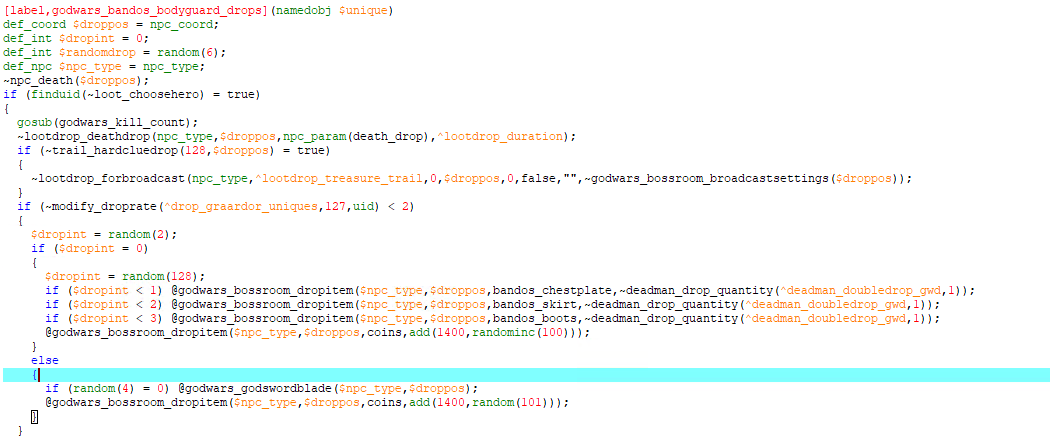 [label,godwars_bandos_bodyguard_drops](namedobj $unique)
def_coord $droppos = npc_coord;
def_int $dropint = 0;
def_int $randomdrop = random(6);
def_npc $npc_type = npc_type;
~npc_death($droppos);
if (finduid(~loot_choosehero) = true)
{
  gosub(godwars_kill_count);
  ~lootdrop_deathdrop(npc_type,$droppos,npc_param(death_drop),^lootdrop_duration);
  if (~trail_hardcluedrop(128,$droppos) = true)
  {
    ~lootdrop_forbroadcast(npc_type,^lootdrop_treasure_trail,0,$droppos,0,false,"",~godwars_bossroom_broadcastsettings($droppos));
  }
  if (~modify_droprate(^drop_graardor_uniques,127,uid) < 2)
  {
    $dropint = random(2);
    if ($dropint = 0)
    {
      $dropint = random(128);
      if ($dropint < 1) @godwars_bossroom_dropitem($npc_type,$droppos,bandos_chestplate,~deadman_drop_quantity(^deadman_doubledrop_gwd,1));
      if ($dropint < 2) @godwars_bossroom_dropitem($npc_type,$droppos,bandos_skirt,~deadman_drop_quantity(^deadman_doubledrop_gwd,1));
      if ($dropint < 3) @godwars_bossroom_dropitem($npc_type,$droppos,bandos_boots,~deadman_drop_quantity(^deadman_doubledrop_gwd,1));
      @godwars_bossroom_dropitem($npc_type,$droppos,coins,add(1400,randominc(100)));
    }
    else
    {
      if (random(4) = 0) @godwars_godswordblade($npc_type,$droppos);
      @godwars_bossroom_dropitem($npc_type,$droppos,coins,add(1400,random(101)));
    }
  }